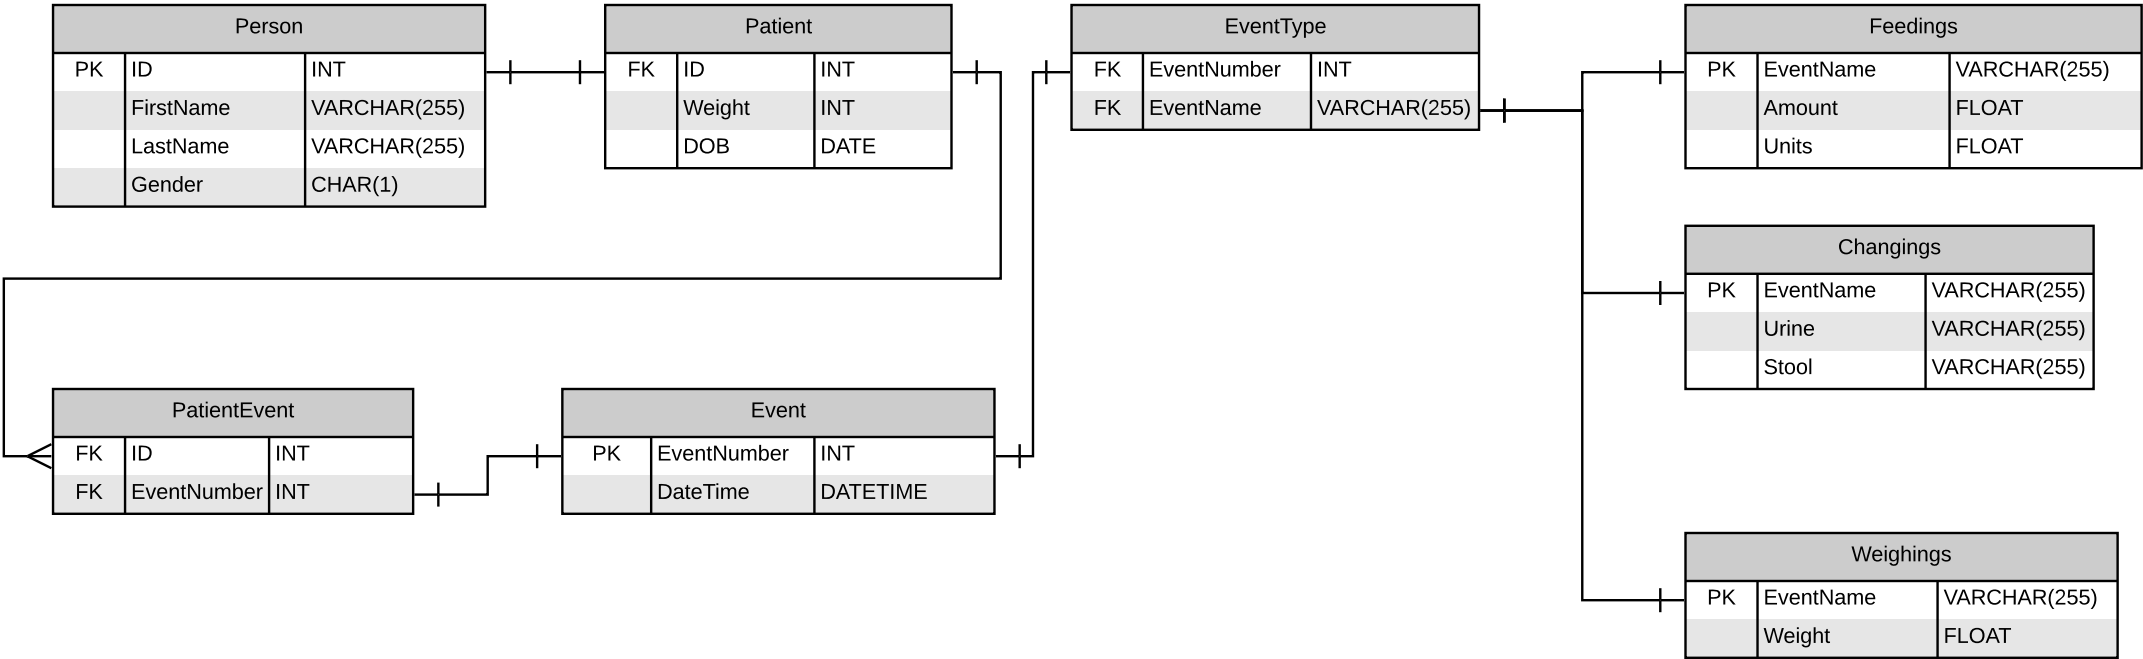 Person
PK ID INT
FirstName VARCHAR(255)
LastName VARCHAR(255)
Gender CHAR(1)
Patient
FK ID INT
Weight INT
DOB DATE
EventType
FK EventNumber INT
FK EventName VARCHAR(255)
Feedings
PK EventName VARCHAR(255)
Amount FLOAT
Units FLOAT
Changings
PK EventName VARCHAR(255)
Urine VARCHAR(255)
Stool VARCHAR(255)
PatientEvent
FK ID INT
FK EventNumber INT
Event
PK EventNumber INT
DateTime DATETIME
Weighings
PK EventName VARCHAR(255)
Weight FLOAT